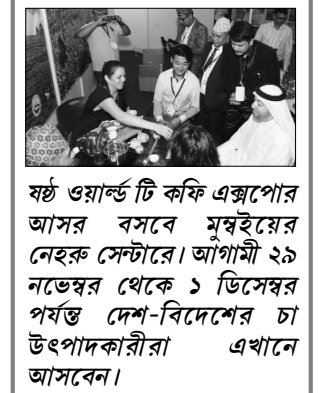 ষষ্ঠ ওয়ার্ল্ড টি কফি এক্সপোর
আসর বসবে মুম্বইয়ের
নেহরু সেন্টারে। আগামী ২৯
নভেম্বর থেকে ১ ডিসেম্বর
পর্যন্ত দেশ-বিদেশের চা
উৎপাদকারীরা এখানে
আসবেন।